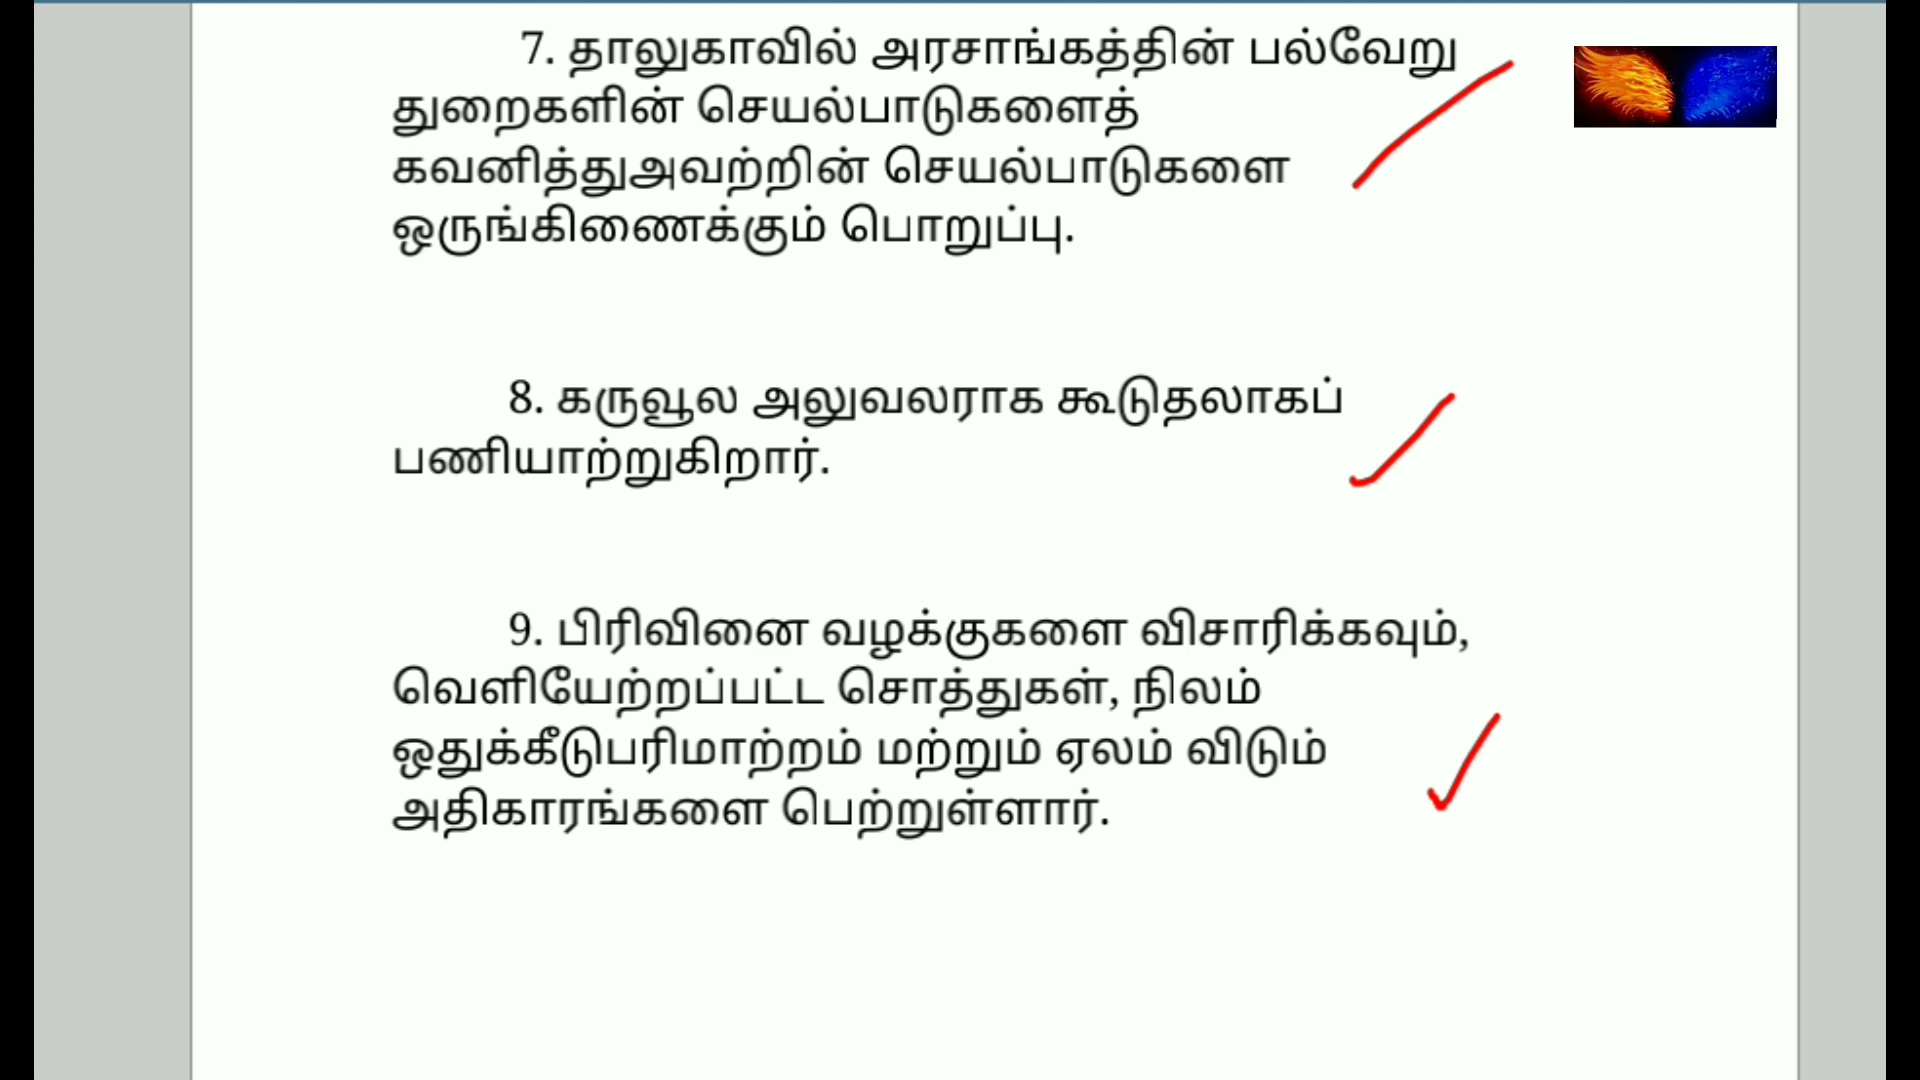 7. தாலுகாவில் அரசாங்கத்தின் பல்வேறு
துறைகளின் செயல்பாடுகளைத்
கவனித்துஅவற்றின் செயல்பாடுகளை
ஒருங்கிணைக்கும் பொறுப்பு.
8. கருவூல அலுவலராக கூடுதலாகப்
பணியாற்றுகிறார்.
9. பிரிவினை வழக்குகளை விசாரிக்கவும்,
வெளியேற்றப்பட்ட சொத்துகள், நிலம்
ஒதுக்கீடுபரிமாற்றம் மற்றும் ஏலம் விடும்
அதிகாரங்களை பெற்றுள்ளார்.